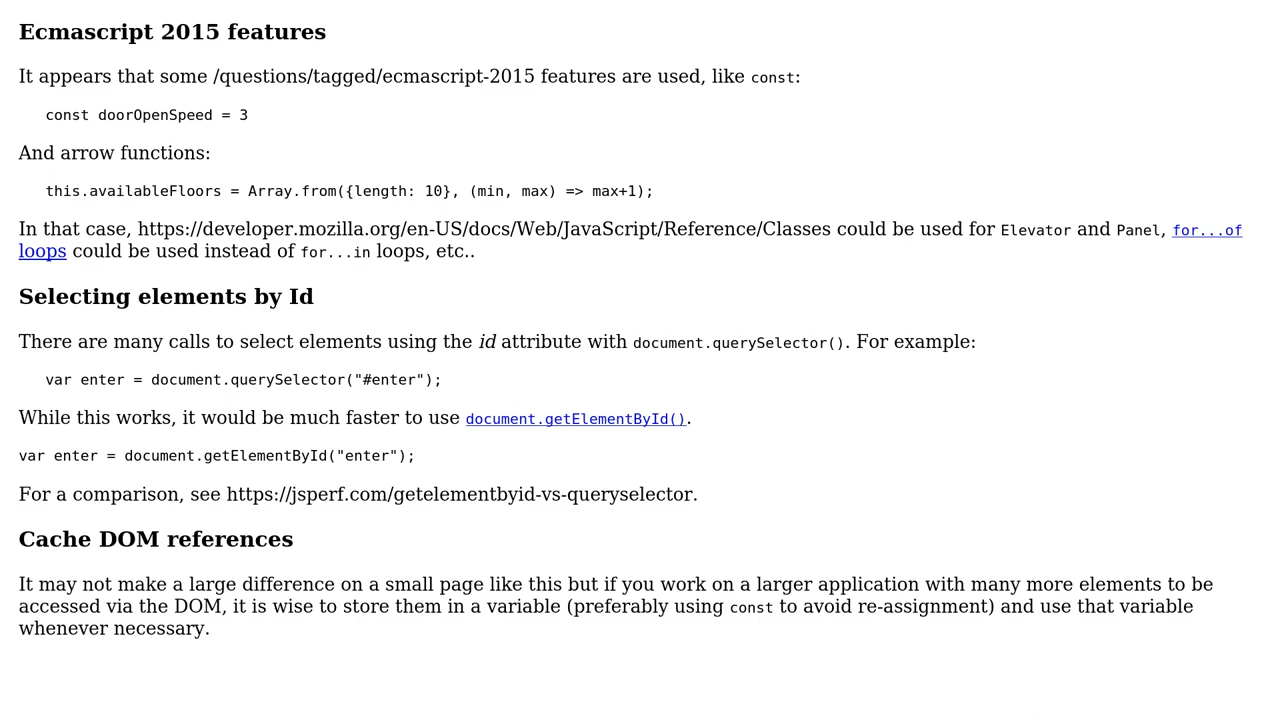 Ecmascript 2015 features
It appears that some /questions/tagged/ecmascript-2015 features are used, like const:
const doorOpenSpeed = 3
And arrow functions:
this.availableFloors = Array.from({length: 10}, (min, max) => max+1);
In that case, https://developer.mozilla.org/en-US/docs/Web/JavaScript/Reference/Classes could be used for Elevator and Panel, for...of
loops could be used instead of for...in loops, etc..
Selecting elements by Id
There are many calls to select elements using the id attribute with document.querySelector(). For example:
var enter = document.querySelector("#enter");
While this works, it would be much faster to use document.getElementById().
var enter = document.getElementById("enter");
For a comparison, see https://jsperf.com/getelementbyid-vs-queryselector.
Cache DOM references
It may not make a large difference on a small page like this but if you work on a larger application with many more elements to be
accessed via the DOM, it is wise to store them in a variable (preferably using const to avoid re-assignment) and use that variable
whenever necessary.